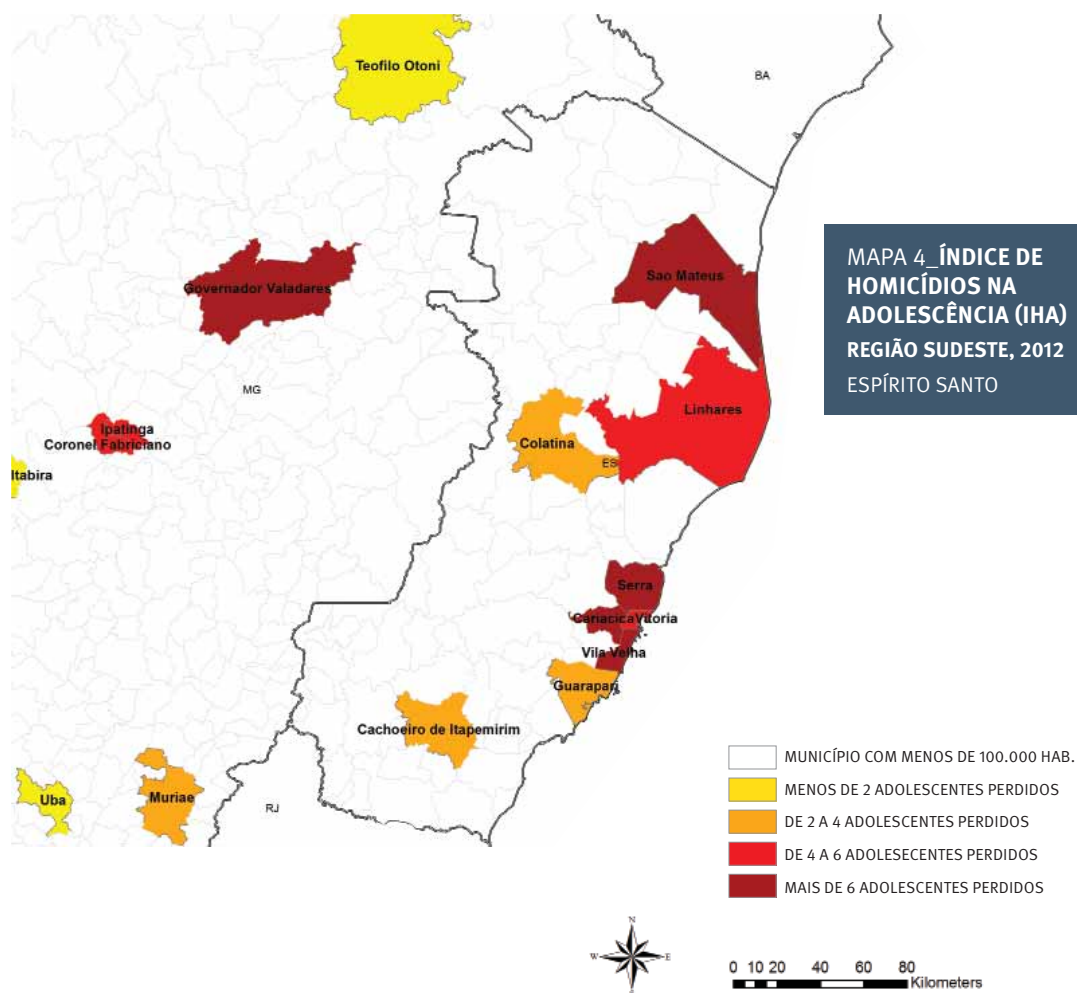 Teofilo Otoni
BA
Governador Valadares
Sao Mateus
MAPA 4_ÍNDICE DE
HOMICÍDIOS NA
ADOLESCÊNCIA (IHA)
REGIÃO SUDESTE, 2012
ESPÍRITO SANTO
MG
Linhares
Ipatinga
Coronel Fabriciano
Colatina
ES
Itabira
Serra
Cariacica
Vitoria
Vila Velha
Guarapari
Cachoeiro de Itapemirim
Uba
Muriae
RJ
MUNICÍPIO COM MENOS DE 100.000 HAB.
MENOS DE 2 ADOLESCENTES PERDIDOS
DE 2 A 4 ADOLESCENTES PERDIDOS
DE 4 A 6 ADOLESECENTES PERDIDOS
MAIS DE 6 ADOLESCENTES PERDIDOS
N
W E
S
0 10 20 40 60 80
Kilometers